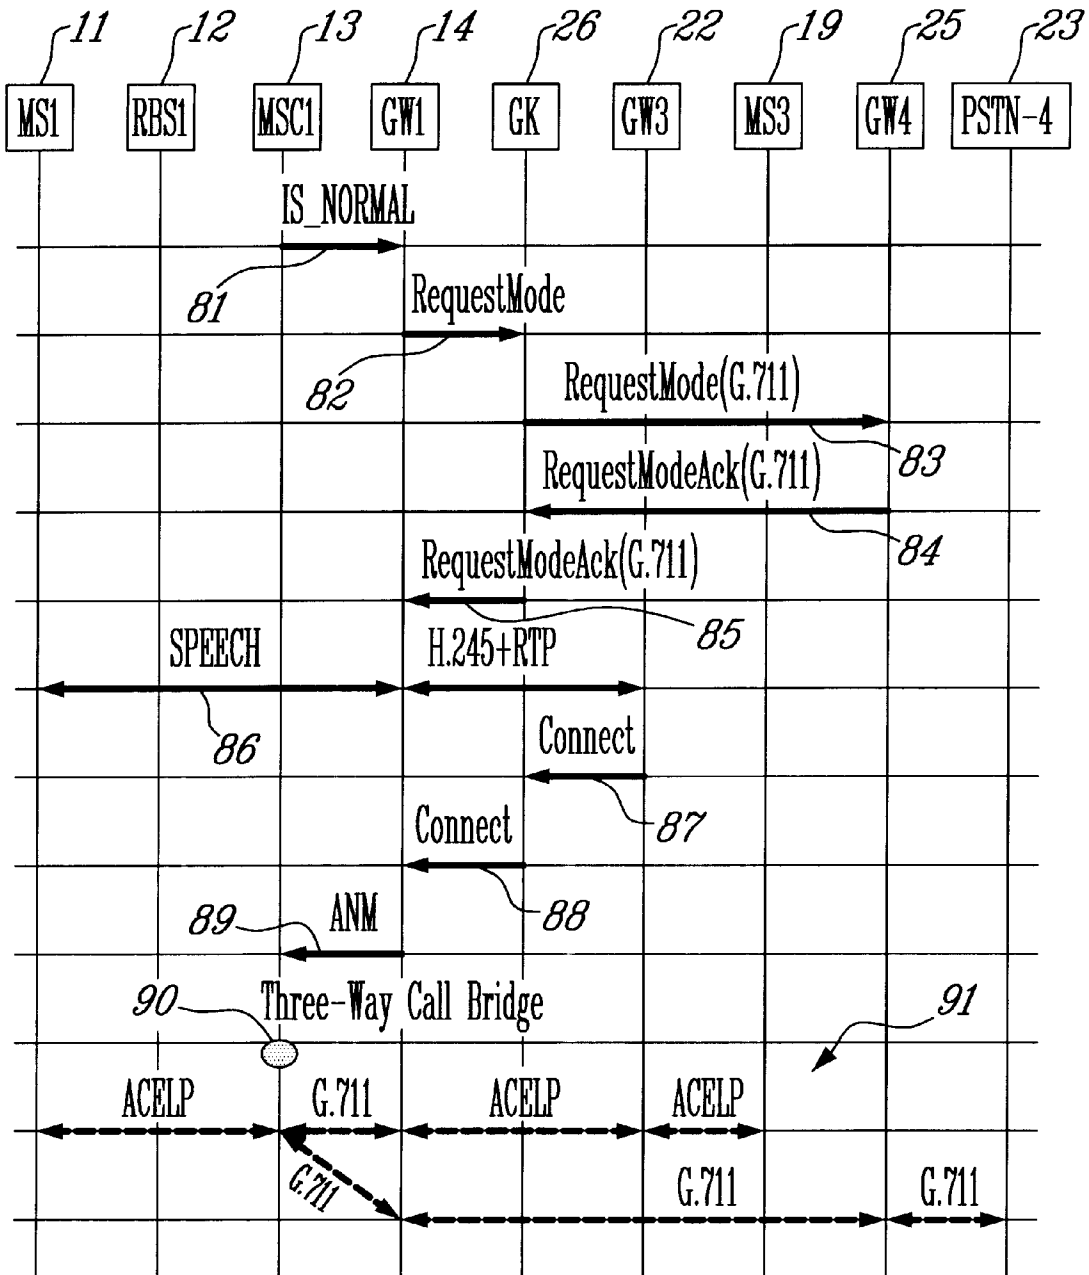 11 12 13 14 26 22 19 25 23
MS1 RBS1 MSC1 GW1 GK GW3 MS3 GW4 PSTN-4
IS_NORMAL
81
RequestMode
82
RequestMode(G.711)
83
RequestModeAck(G.711)
84
RequestModeAck(G.711)
85
SPEECH H.245+RTP
86
Connect
87
Connect
88
ANM
89
Three-Way Call Bridge
90
91
ACELP G.711 ACELP ACELP
G.711
G.711 G.711